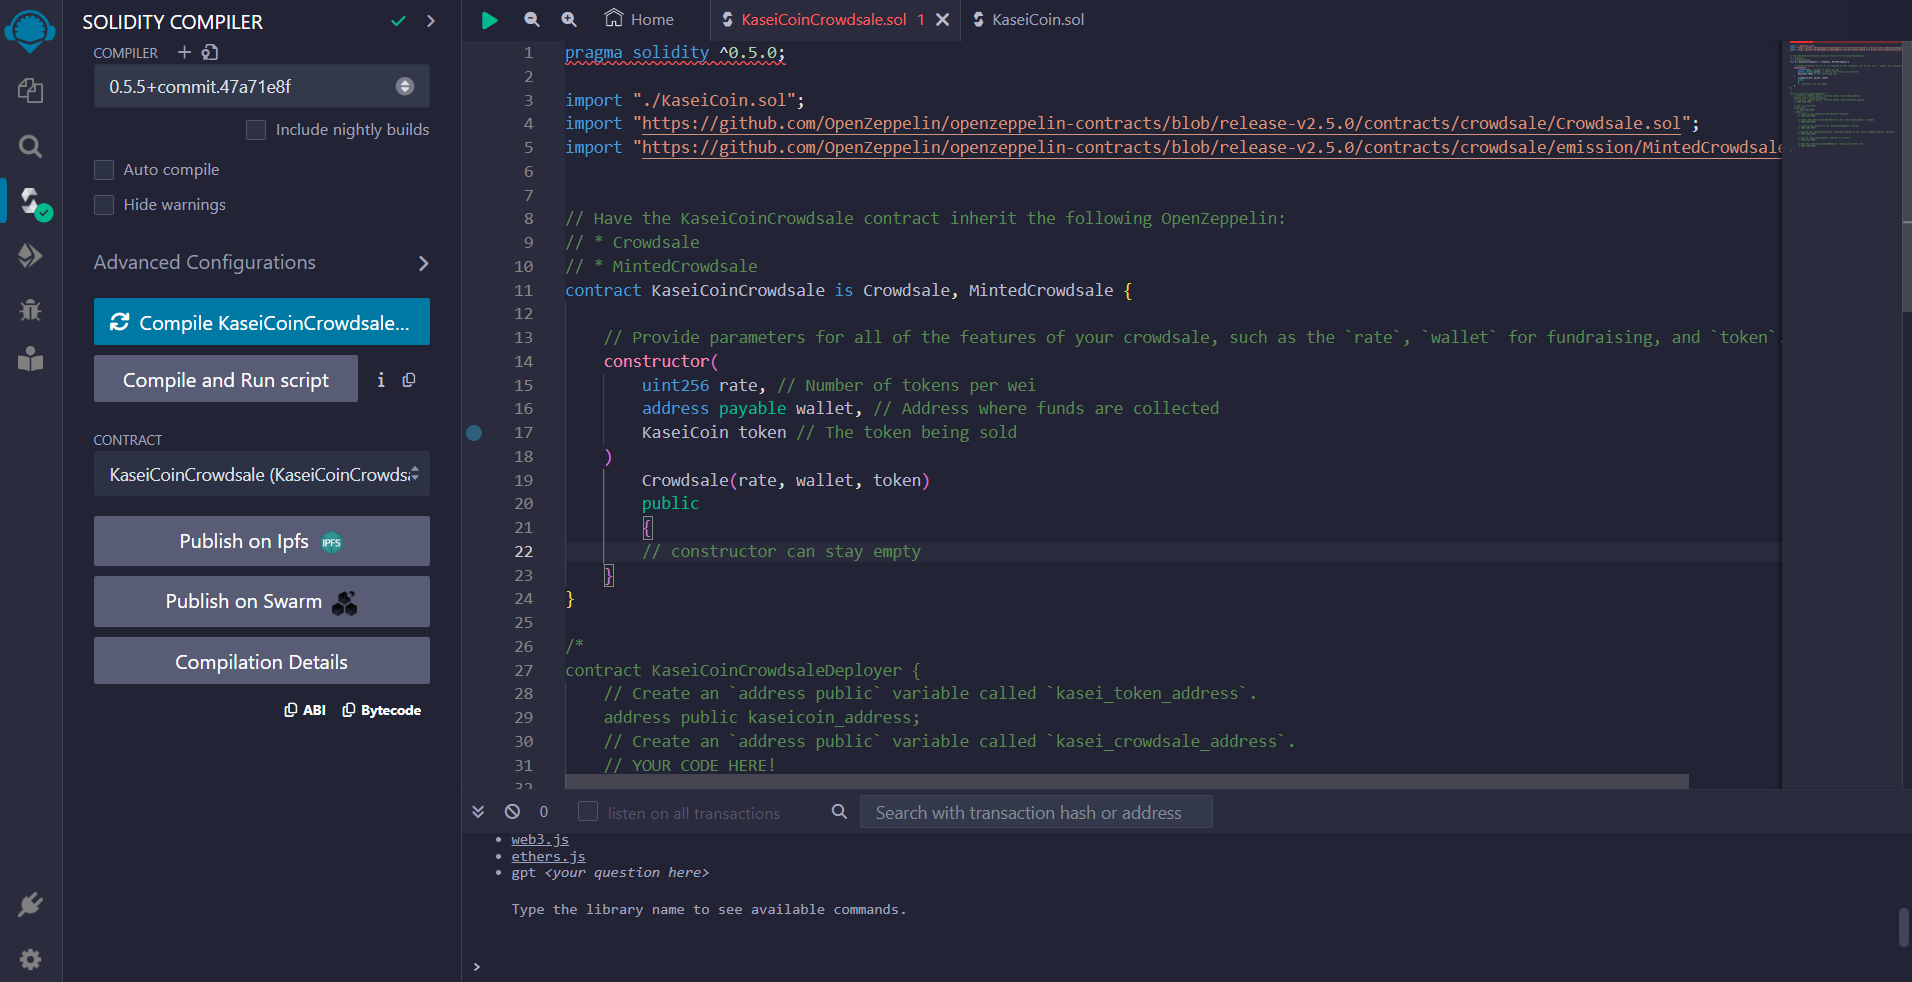 SOLIDITY COMPILER
COMPILER
0.5.5+commit.47a71e8f
Include nightly builds
Auto compile
Hide warnings
Advanced Configurations
Compile KaseiCoinCrowdsale...
Compile and Run script
CONTRACT
KaseiCoinCrowdsale (KaseiCoinCrowdsa
Publish on Ipfs IPFS
Publish on Swarm
Compilation Details
ABI Bytecode
Home KaseiCoinCrowdsale.sol 1 KaseiCoin.sol
1 pragma solidity ^0.5.0;
2
3 import "./KaseiCoin.sol";
4 import "https://github.com/OpenZeppelin/openzeppelin-contracts/blob/release-v2.5.0/contracts/crowdsale/Crowdsale.sol";
5 import "https://github.com/OpenZeppelin/openzeppelin-contracts/blob/release-v2.5.0/contracts/crowdsale/emission/MintedCrowdsale
6
7
8 // Have the KaseiCoinCrowdsale contract inherit the following OpenZeppelin:
9 // * Crowdsale
10 // * MintedCrowdsale
11 contract KaseiCoinCrowdsale is Crowdsale, MintedCrowdsale {
12
13 // Provide parameters for all of the features of your crowdsale, such as the `rate`, `wallet` for fundraising, and `token`.
14 constructor(
15 uint256 rate, // Number of tokens per wei
16 address payable wallet, // Address where funds are collected
17 KaseiCoin token // The token being sold
18 )
19 Crowdsale(rate, wallet, token)
20 public
21 {
22 // constructor can stay empty
23 }
24 }
25
26 /*
27 contract KaseiCoinCrowdsaleDeployer {
28 // Create an `address public` variable called `kasei_token_address`.
29 address public kaseicoin_address;
30 // Create an `address public` variable called `kasei_crowdsale_address`.
31 // YOUR CODE HERE!
32
0 listen on all transactions Search with transaction hash or address
• web3.js
• ethers.js
• gpt <your question here>
Type the library name to see available commands.
>